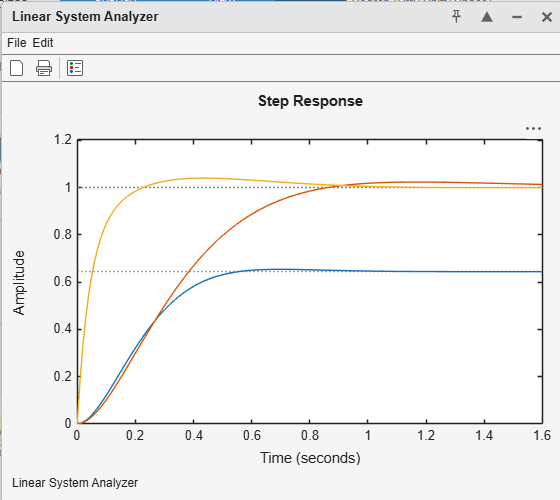 Linear System Analyzer
File Edit
Step Response
1.2
1
0.8
0.6
0.4
0.2
0
Amplitude
0 0.2 0.4 0.6 0.8 1 1.2 1.4 1.6
Time (seconds)
Linear System Analyzer